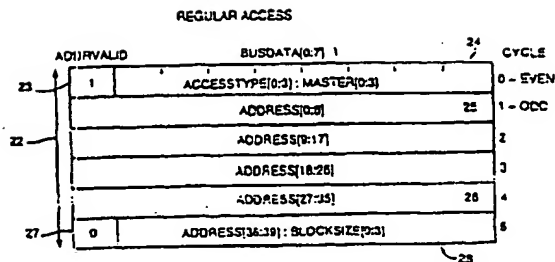 REGULAR ACCESS
ADDRVALID BUSDATA[0:7] 24 CYCLE
23 1 ACCESSTYPE[0:3] : MASTER[0:3] 0 - EVEN
ADDRESS[0:8] 25 1 - ODD
22 ADDRESS[9:17] 2
ADDRESS[18:26] 3
ADDRESS[27:35] 26 4
27 0 ADDRESS[36:39] : BLOCKSIZE[0:3] 5
28